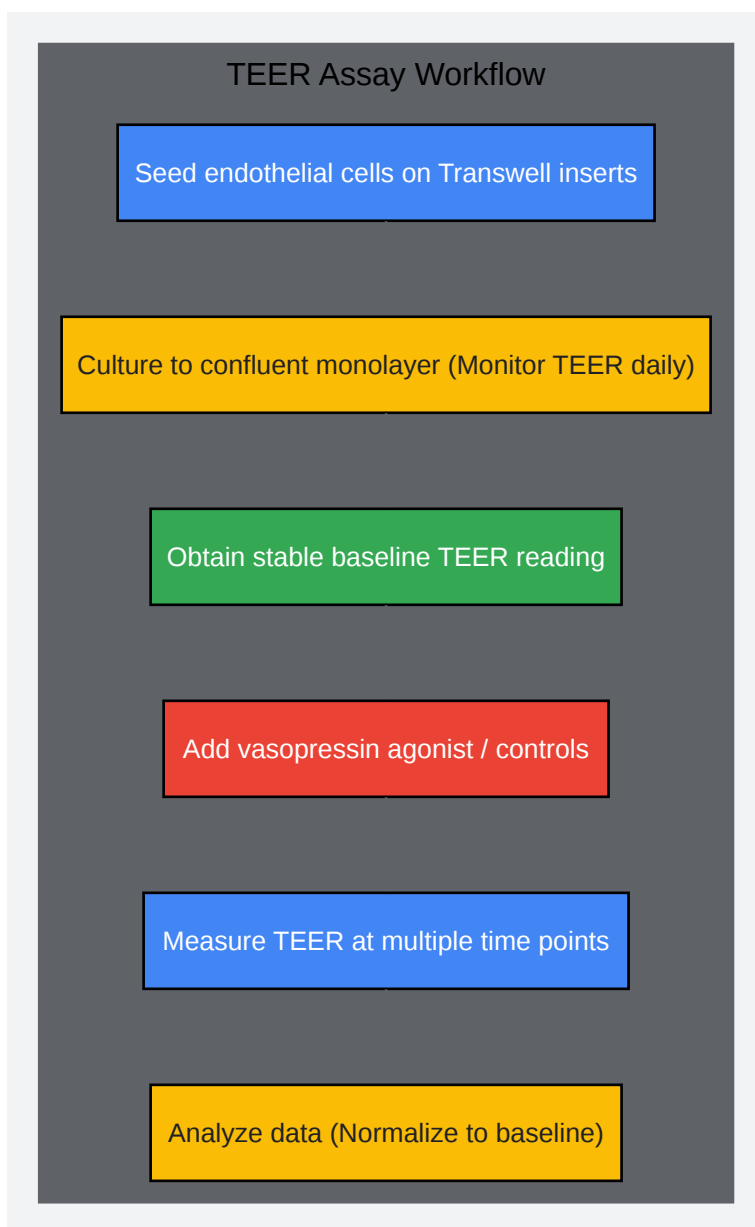 TEER Assay Workflow
Seed endothelial cells on Transwell inserts
Culture to confluent monolayer (Monitor TEER daily)
Obtain stable baseline TEER reading
Add vasopressin agonist / controls
Measure TEER at multiple time points
Analyze data (Normalize to baseline)